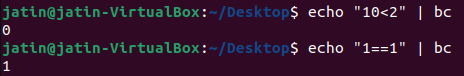 jatin@jatin-VirtualBox:~/Desktop$ echo "10<2" | bc
0
jatin@jatin-VirtualBox:~/Desktop$ echo "1==1" | bc
1